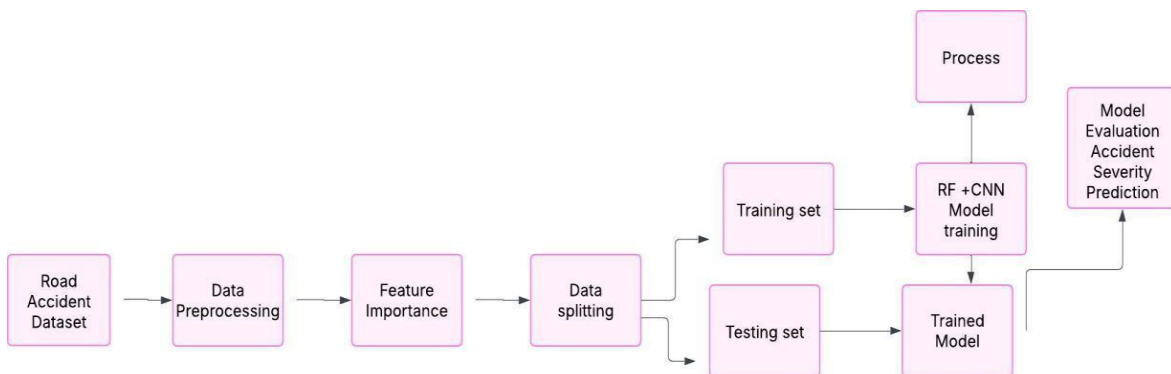 Road
Accident
Dataset
Data
Preprocessing
Feature
Importance
Data
splitting
Training set
Testing set
Process
RF +CNN
Model
training
Trained
Model
Model
Evaluation
Accident
Severity
Prediction